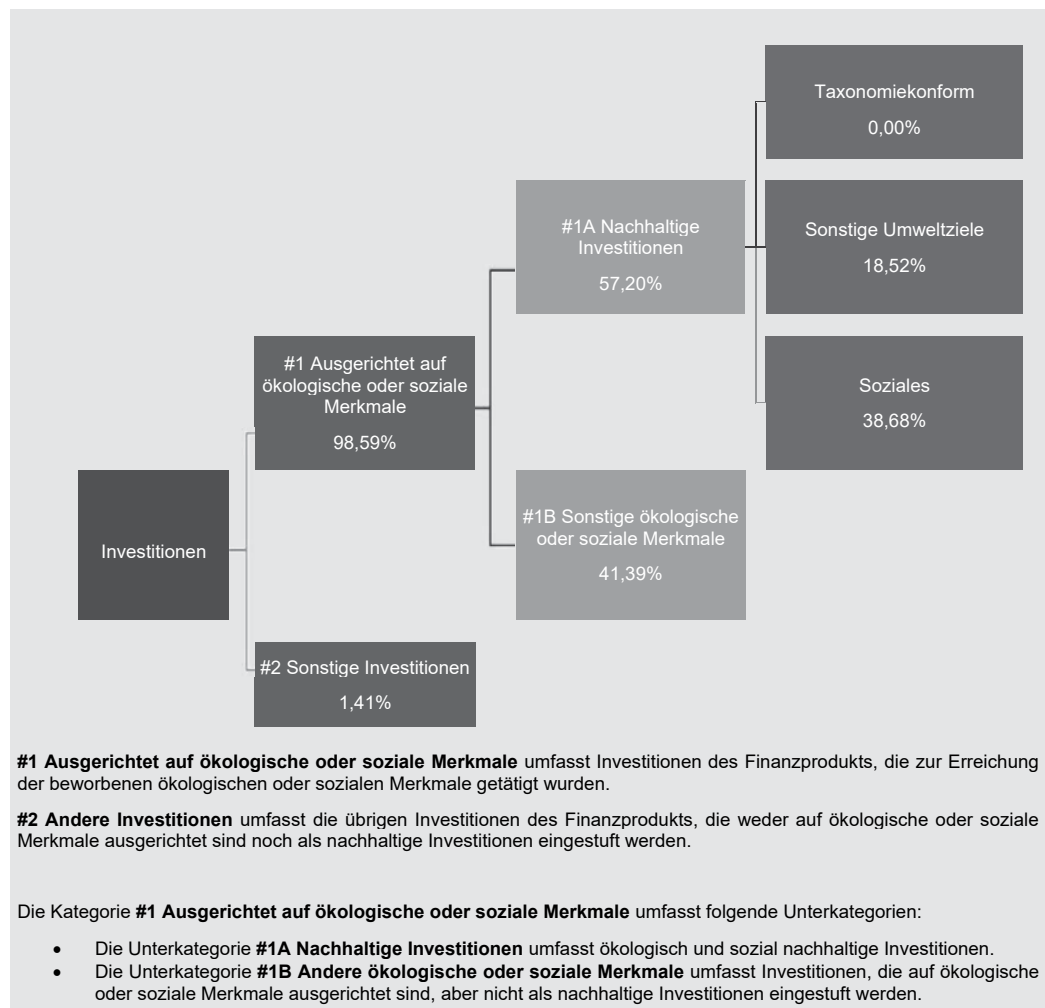 Taxonomiekonform
0,00%
#1A Nachhaltige
Investitionen
57,20%
Sonstige Umweltziele
18,52%
#1 Ausgerichtet auf
ökologische oder soziale
Merkmale
98,59%
Soziales
38,68%
Investitionen
#1B Sonstige ökologische
oder soziale Merkmale
41,39%
#2 Sonstige Investitionen
1,41%
#1 Ausgerichtet auf ökologische oder soziale Merkmale umfasst Investitionen des Finanzprodukts, die zur Erreichung
der beworbenen ökologischen oder sozialen Merkmale getätigt wurden.
#2 Andere Investitionen umfasst die übrigen Investitionen des Finanzprodukts, die weder auf ökologische oder soziale
Merkmale ausgerichtet sind noch als nachhaltige Investitionen eingestuft werden.
Die Kategorie #1 Ausgerichtet auf ökologische oder soziale Merkmale umfasst folgende Unterkategorien:
• Die Unterkategorie #1A Nachhaltige Investitionen umfasst ökologisch und sozial nachhaltige Investitionen.
• Die Unterkategorie #1B Andere ökologische oder soziale Merkmale umfasst Investitionen, die auf ökologische
oder soziale Merkmale ausgerichtet sind, aber nicht als nachhaltige Investitionen eingestuft werden.